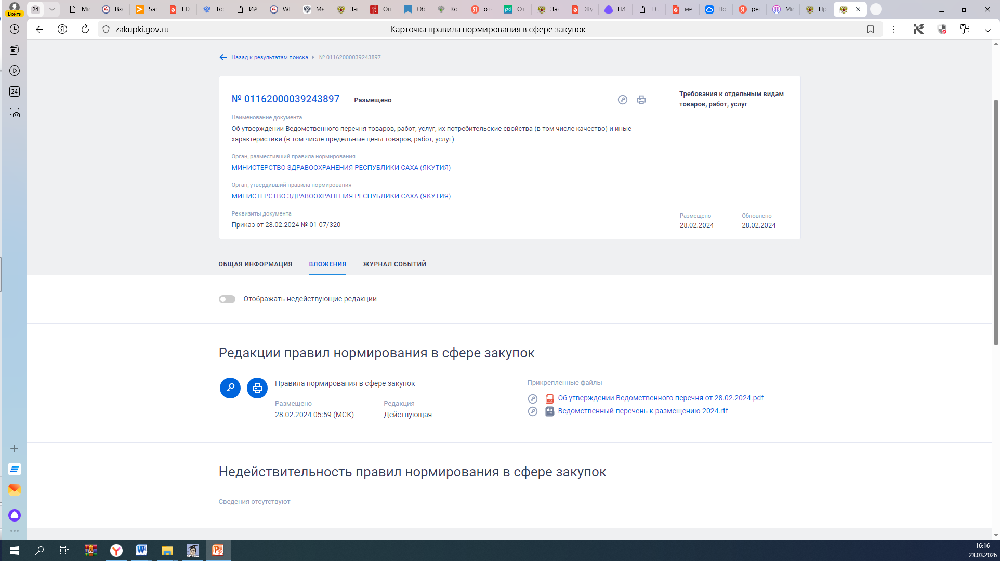 Войти
24
Ми
Вхо
Sa
LD
То
ИА
WE
Ме
За
Оп
Об
Ко
от
От
За
Жу
ГИ
ЕС
ме
По
ре
Ми
Пр
zakupki.gov.ru
Карточка правила нормирования в сфере закупок
24
Назад к результатам поиска
№ 01162000039243897
№ 01162000039243897
Размещено
Требования к отдельным видам
товаров, работ, услуг
Наименование документа
Об утверждении Ведомственного перечня товаров, работ, услуг, их потребительские свойства (в том числе качество) и иные
характеристики (в том числе предельные цены товаров, работ, услуг)
Орган, разместивший правила нормирования
МИНИСТЕРСТВО ЗДРАВООХРАНЕНИЯ РЕСПУБЛИКИ САХА (ЯКУТИЯ)
Орган, утвердивший правила нормирования
МИНИСТЕРСТВО ЗДРАВООХРАНЕНИЯ РЕСПУБЛИКИ САХА (ЯКУТИЯ)
Реквизиты документа
Приказ от 28.02.2024 № 01-07/320
Размещено
28.02.2024
Обновлено
28.02.2024
ОБЩАЯ ИНФОРМАЦИЯ
ВЛОЖЕНИЯ
ЖУРНАЛ СОБЫТИЙ
Отображать недействующие редакции
Редакции правил нормирования в сфере закупок
Правила нормирования в сфере закупок
Размещено
28.02.2024 05:59 (МСК)
Редакция
Действующая
Прикрепленные файлы
Об утверждении Ведомственного перечня от 28.02.2024.pdf
Ведомственный перечень к размещению 2024.rtf
Недействительность правил нормирования в сфере закупок
Сведения отсутствуют
16:16
23.03.2026